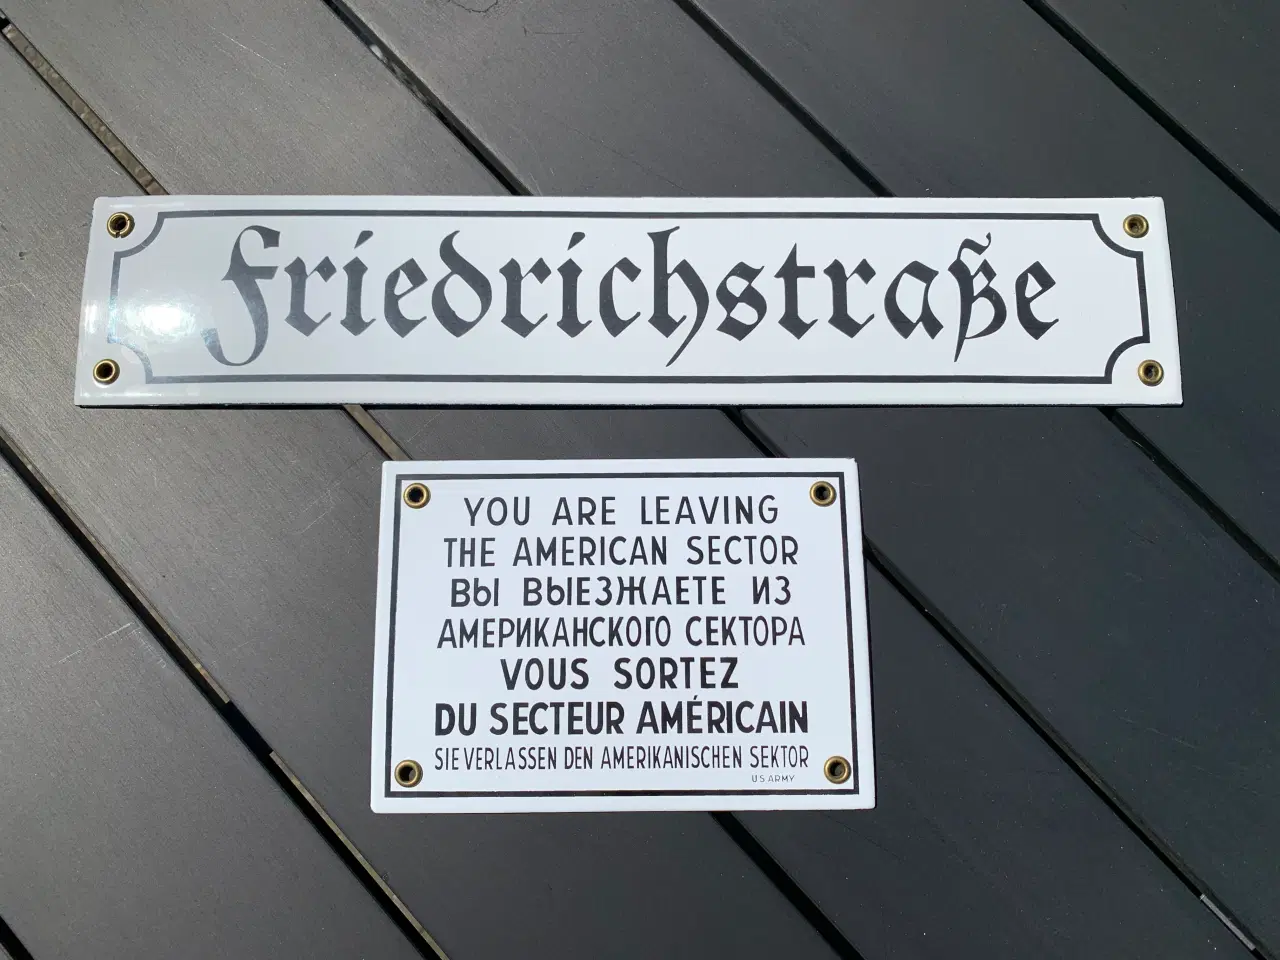 Friedrichstraße
YOU ARE LEAVING
THE AMERICAN SECTOR
ВЫ ВЫЕЗЖАЕТЕ ИЗ
АМЕРИКАНСКОГО СЕКТОРА
VOUS SORTEZ
DU SECTEUR AMÉRICAIN
SIE VERLASSEN DEN AMERIKANISCHEN SEKTOR
US ARMY